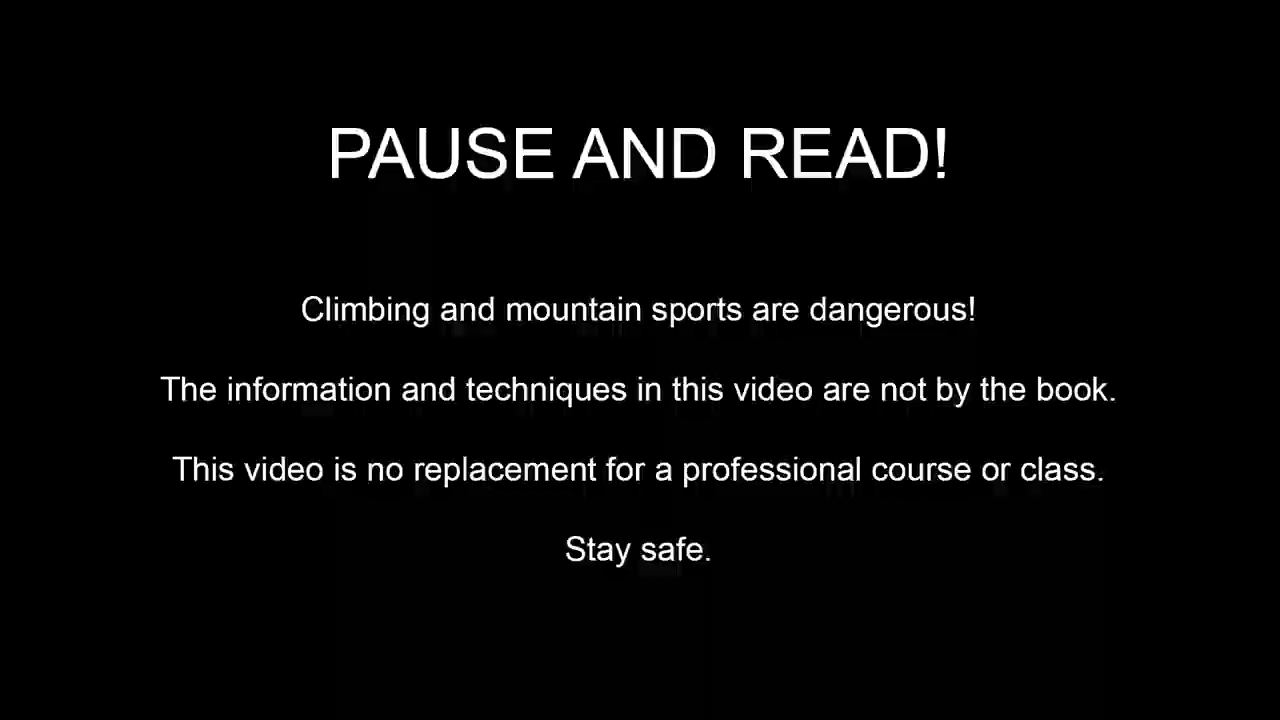 PAUSE AND READ!
Climbing and mountain sports are dangerous!
The information and techniques in this video are not by the book.
This video is no replacement for a professional course or class.
Stay safe.